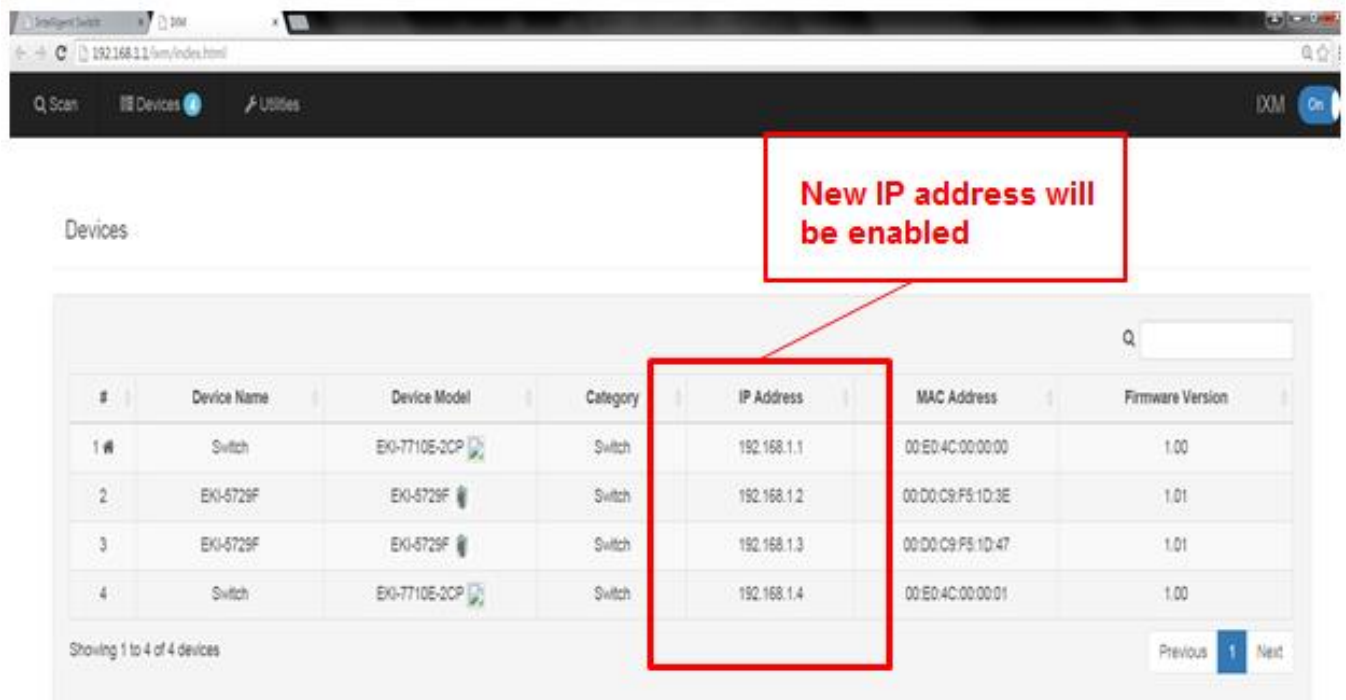 Intelligent Switch × IXM ×
192.168.1.1/ixm/index.html
Scan Devices 4 Utilities IXM On
New IP address will
be enabled
Devices
# Device Name Device Model Category IP Address MAC Address Firmware Version
1 Switch EKI-7710E-2CP Switch 192.168.1.1 00:E0:4C:00:00:00 1.00
2 EKI-5729F EKI-5729F Switch 192.168.1.2 00:D0:C9:F5:1D:3E 1.01
3 EKI-5729F EKI-5729F Switch 192.168.1.3 00:D0:C9:F5:1D:47 1.01
4 Switch EKI-7710E-2CP Switch 192.168.1.4 00:E0:4C:00:00:01 1.00
Showing 1 to 4 of 4 devices Previous 1 Next